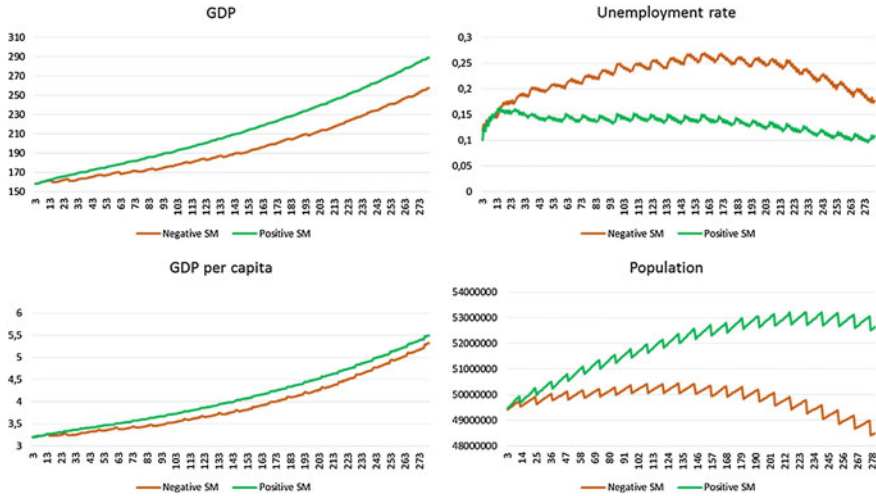 GDP
310
290
270
250
230
210
190
170
150
3 13 23 33 43 53 63 73 83 93 103 113 123 133 143 153 163 173 183 193 203 213 223 233 243 253 263 273
Negative SM Positive SM
Unemployment rate
0,3
0,25
0,2
0,15
0,1
0,05
0
3 13 23 33 43 53 63 73 83 93 103 113 123 133 143 153 163 173 183 193 203 213 223 233 243 253 263 273
Negative SM Positive SM
GDP per capita
6
5,5
5
4,5
4
3,5
3
3 13 23 33 43 53 63 73 83 93 103 113 123 133 143 153 163 173 183 193 203 213 223 233 243 253 263 273
Negative SM Positive SM
Population
54000000
53000000
52000000
51000000
50000000
49000000
48000000
3 14 25 36 47 58 69 80 91 102 113 124 135 146 157 168 179 190 201 212 223 234 245 256 267 278
Negative SM Positive SM